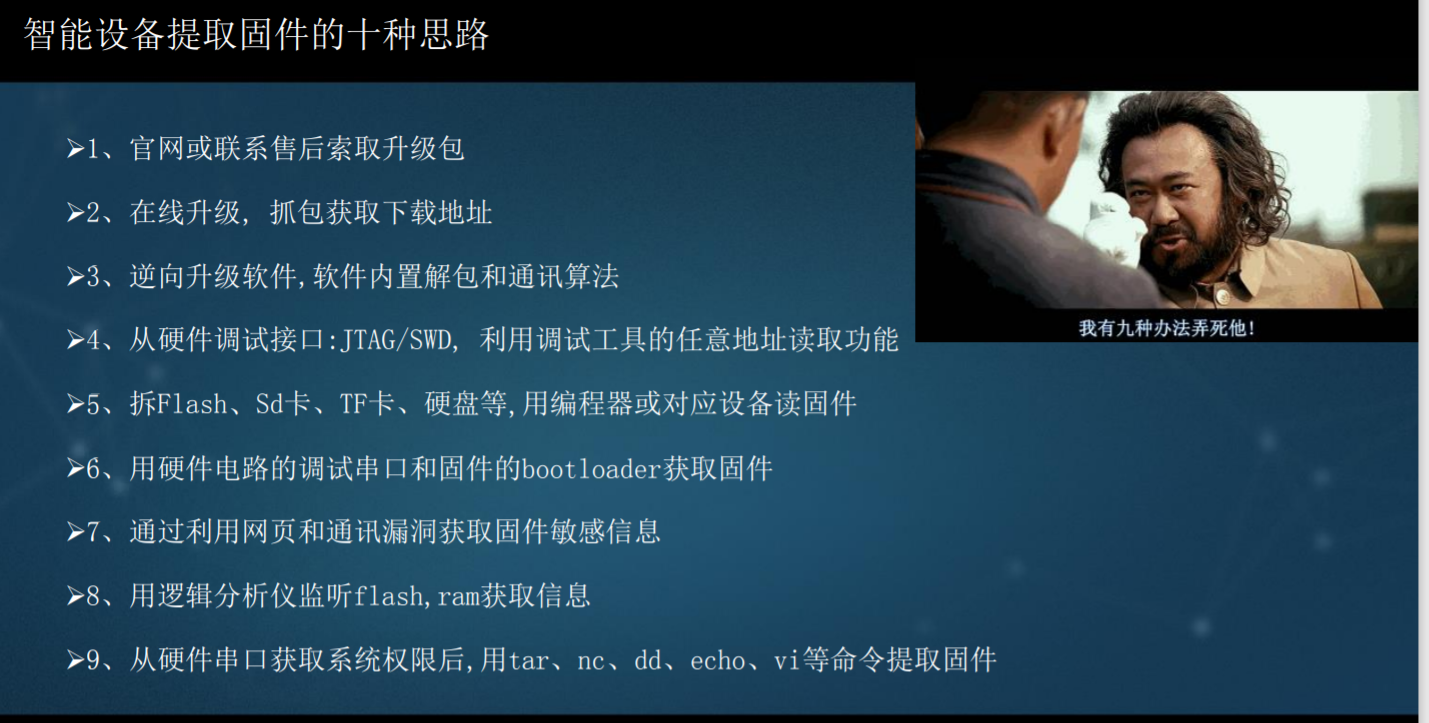 智能设备提取固件的十种思路
➢1、官网或联系售后索取升级包
➢2、在线升级, 抓包获取下载地址
➢3、逆向升级软件,软件内置解包和通讯算法
➢4、从硬件调试接口:JTAG/SWD, 利用调试工具的任意地址读取功能
➢5、拆Flash、Sd卡、TF卡、硬盘等,用编程器或对应设备读固件
➢6、用硬件电路的调试串口和固件的bootloader获取固件
➢7、通过利用网页和通讯漏洞获取固件敏感信息
➢8、用逻辑分析仪监听flash,ram获取信息
➢9、从硬件串口获取系统权限后,用tar、nc、dd、echo、vi等命令提取固件
我有九种办法弄死他!